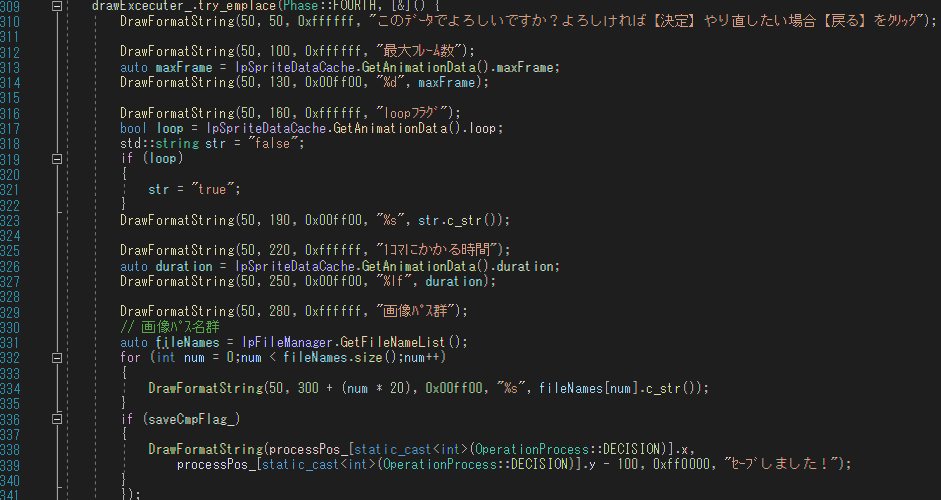 309 drawExcecuter_.try_emplace(Phase::FOURTH, [&]() {
310 DrawFormatString(50, 50, 0xffffff, "このﾃﾞｰﾀでよろしいですか？よろしければ【決定】やり直したい場合【戻る】をｸﾘｯｸ");
311
312 DrawFormatString(50, 100, 0xffffff, "最大ﾌﾚｰﾑ数");
313 auto maxFrame = lpSpriteDataCache.GetAnimationData().maxFrame;
314 DrawFormatString(50, 130, 0x00ff00, "%d", maxFrame);
315
316 DrawFormatString(50, 160, 0xffffff, "loopﾌﾗｸﾞ");
317 bool loop = lpSpriteDataCache.GetAnimationData().loop;
318 std::string str = "false";
319 if (loop)
320 {
321 str = "true";
322 }
323 DrawFormatString(50, 190, 0x00ff00, "%s", str.c_str());
324
325 DrawFormatString(50, 220, 0xffffff, "1ｺﾏにかかる時間");
326 auto duration = lpSpriteDataCache.GetAnimationData().duration;
327 DrawFormatString(50, 250, 0x00ff00, "%lf", duration);
328
329 DrawFormatString(50, 280, 0xffffff, "画像ﾊﾟｽ群");
330 // 画像ﾊﾟｽ名群
331 auto fileNames = lpFileManager.GetFileNameList();
332 for (int num = 0;num < fileNames.size();num++)
333 {
334 DrawFormatString(50, 300 + (num * 20), 0x00ff00, "%s", fileNames[num].c_str());
335 }
336 if (saveCmpFlag_)
337 {
338 DrawFormatString(processPos_[static_cast<int>(OperationProcess::DECISION)].x,
339 processPos_[static_cast<int>(OperationProcess::DECISION)].y - 100, 0xff0000, "ｾｰﾌﾞしました！");
340 }
341 });